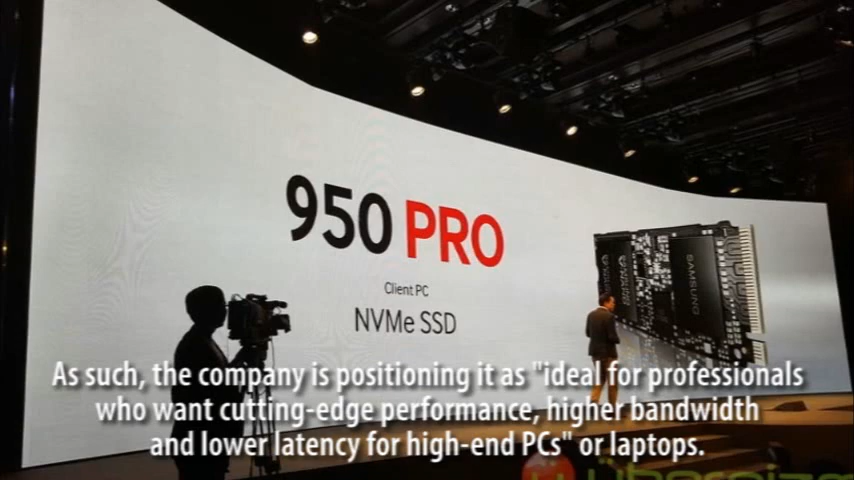 950 PRO
Client PC
NVMe SSD
SAMSUNG
As such, the company is positioning it as "ideal for professionals
who want cutting-edge performance, higher bandwidth
and lower latency for high-end PCs" or laptops.